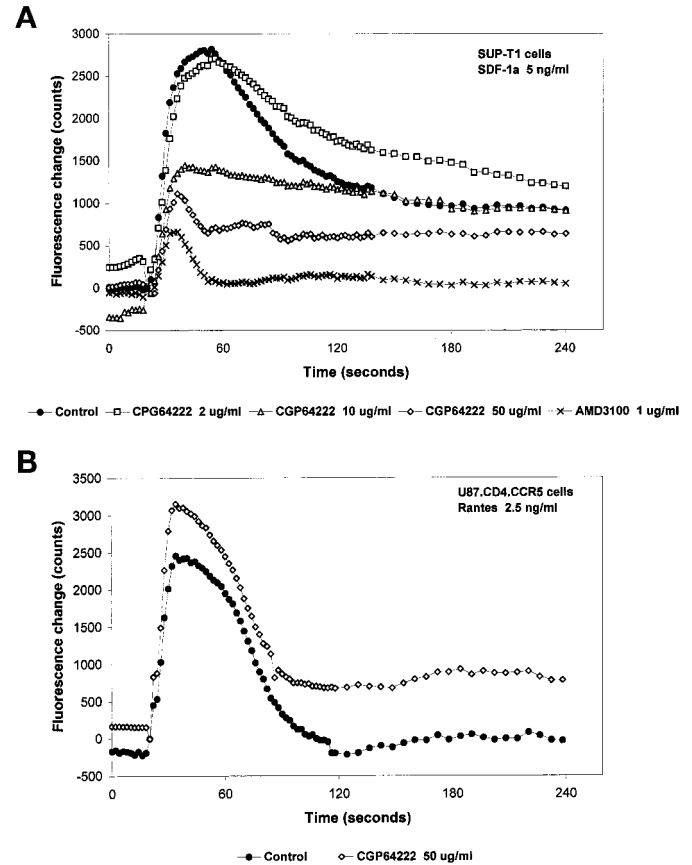 A
3000
2500
2000
1500
1000
500
0
-500
Fluorescence change (counts)
SUP-T1 cells
SDF-1a 5 ng/ml
0 60 120 180 240
Time (seconds)
Control CPG64222 2 ug/ml CGP64222 10 ug/ml CGP64222 50 ug/ml AMD3100 1 ug/ml
B
3500
3000
2500
2000
1500
1000
500
0
-500
Fluorescence change (counts)
U87.CD4.CCR5 cells
Rantes 2.5 ng/ml
0 60 120 180 240
Time (seconds)
Control CGP64222 50 ug/ml